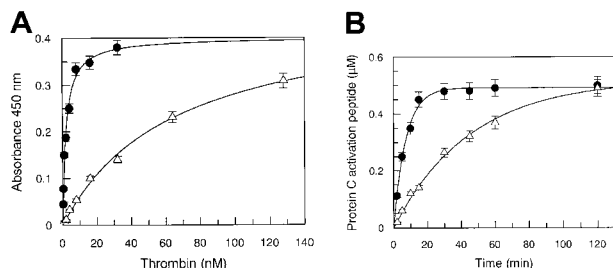 A
Absorbance 450 nm
0.4
0.3
0.2
0.1
0
0 20 40 60 80 100 120 140
Thrombin (nM)
B
Protein C activation peptide (µM)
0.6
0.4
0.2
0
0 20 40 60 80 100 120
Time (min)